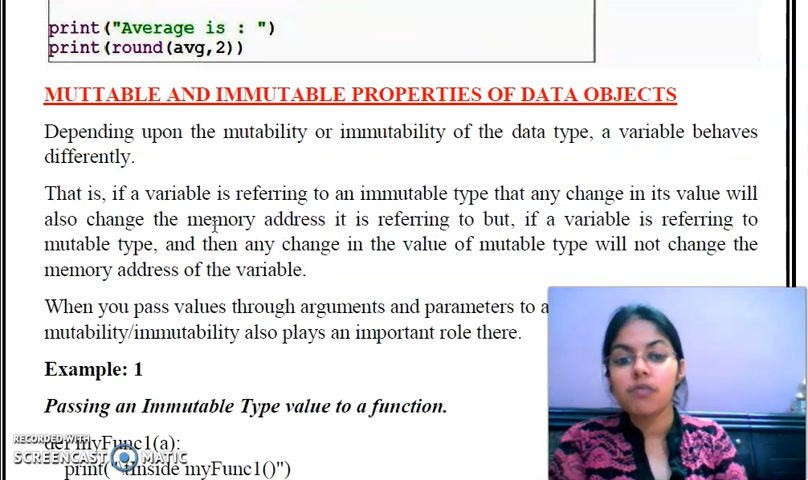 print("Average is : ")
print(round(avg,2))
MUTTABLE AND IMMUTABLE PROPERTIES OF DATA OBJECTS
Depending upon the mutability or immutability of the data type, a variable behaves
differently.
That is, if a variable is referring to an immutable type that any change in its value will
also change the memory address it is referring to but, if a variable is referring to
mutable type, and then any change in the value of mutable type will not change the
memory address of the variable.
When you pass values through arguments and parameters to a
mutability/immutability also plays an important role there.
Example: 1
Passing an Immutable Type value to a function.
def myFunc1(a):
print("\tInside myFunc1()")
RECORDED WITH
SCREENCAST MATIC